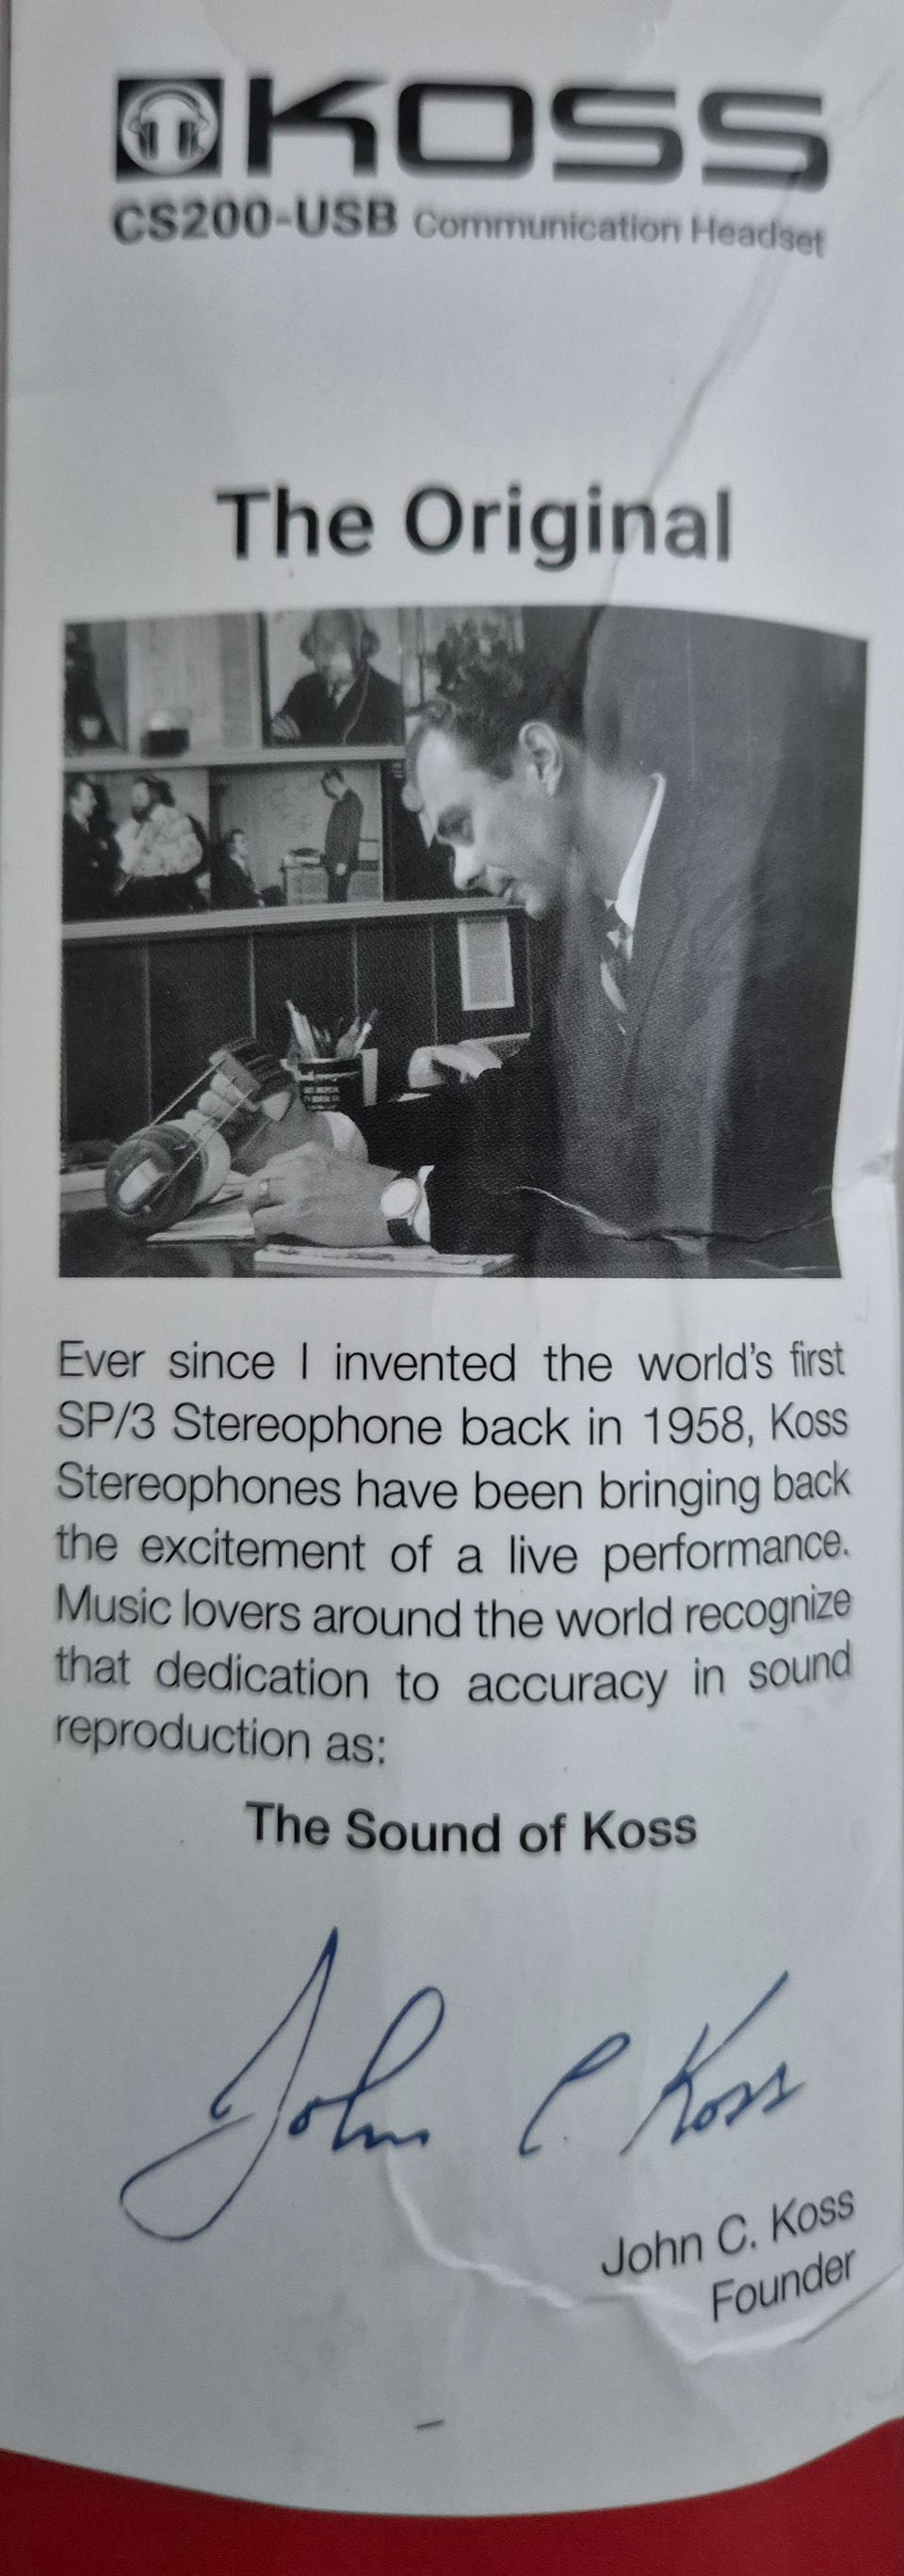 KOSS
CS200-USB Communication Headset
The Original
Ever since I invented the world's first
SP/3 Stereophone back in 1958, Koss
Stereophones have been bringing back
the excitement of a live performance.
Music lovers around the world recognize
that dedication to accuracy in sound
reproduction as:
The Sound of Koss
John C. Koss
John C. Koss
Founder